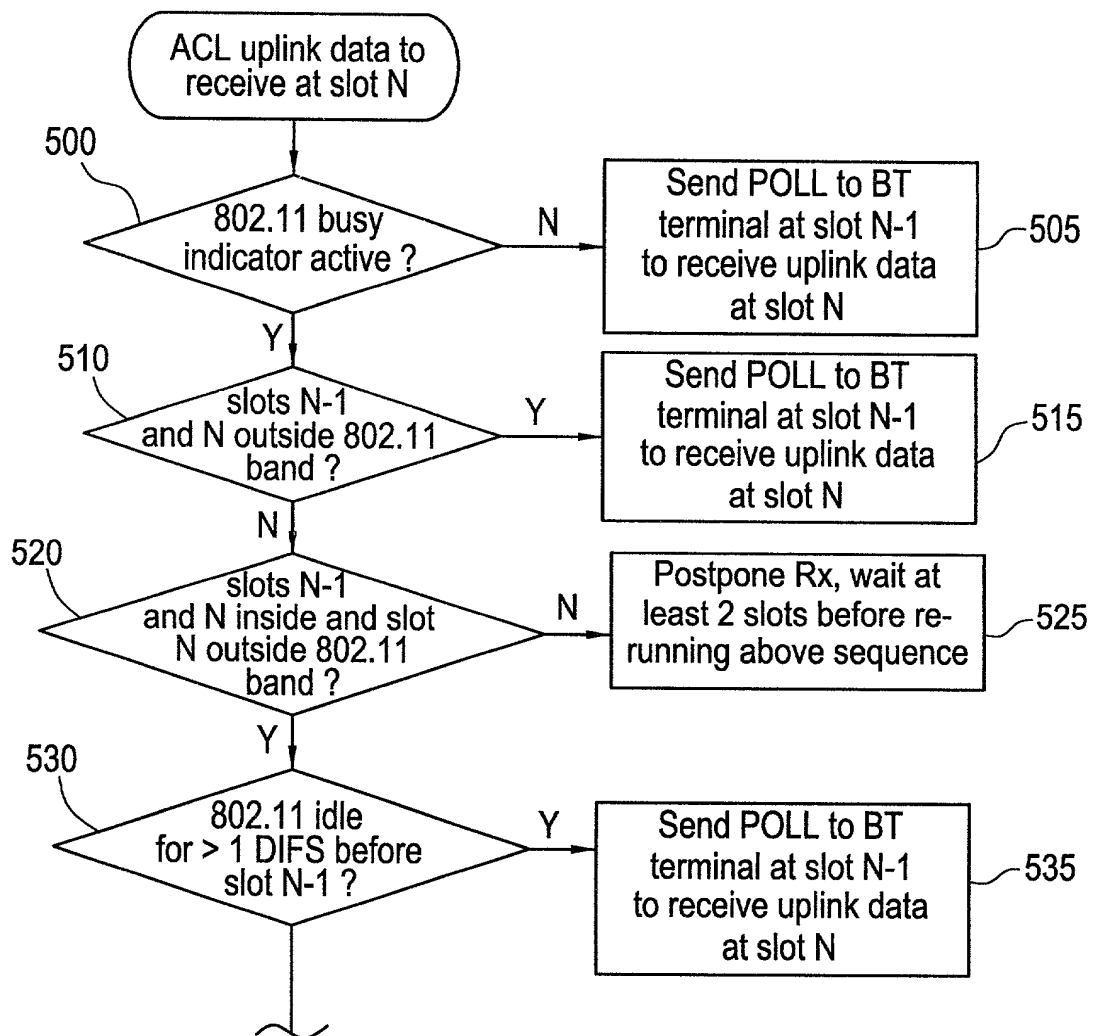 ACL uplink data to
receive at slot N
500
802.11 busy
indicator active ?
N
Send POLL to BT
terminal at slot N-1
to receive uplink data
at slot N
505
Y
510
slots N-1
and N outside 802.11
band ?
Y
Send POLL to BT
terminal at slot N-1
to receive uplink data
at slot N
515
N
520
slots N-1
and N inside and slot
N outside 802.11
band ?
N
Postpone Rx, wait at
least 2 slots before re-
running above sequence
525
Y
530
802.11 idle
for > 1 DIFS before
slot N-1 ?
Y
Send POLL to BT
terminal at slot N-1
to receive uplink data
at slot N
535